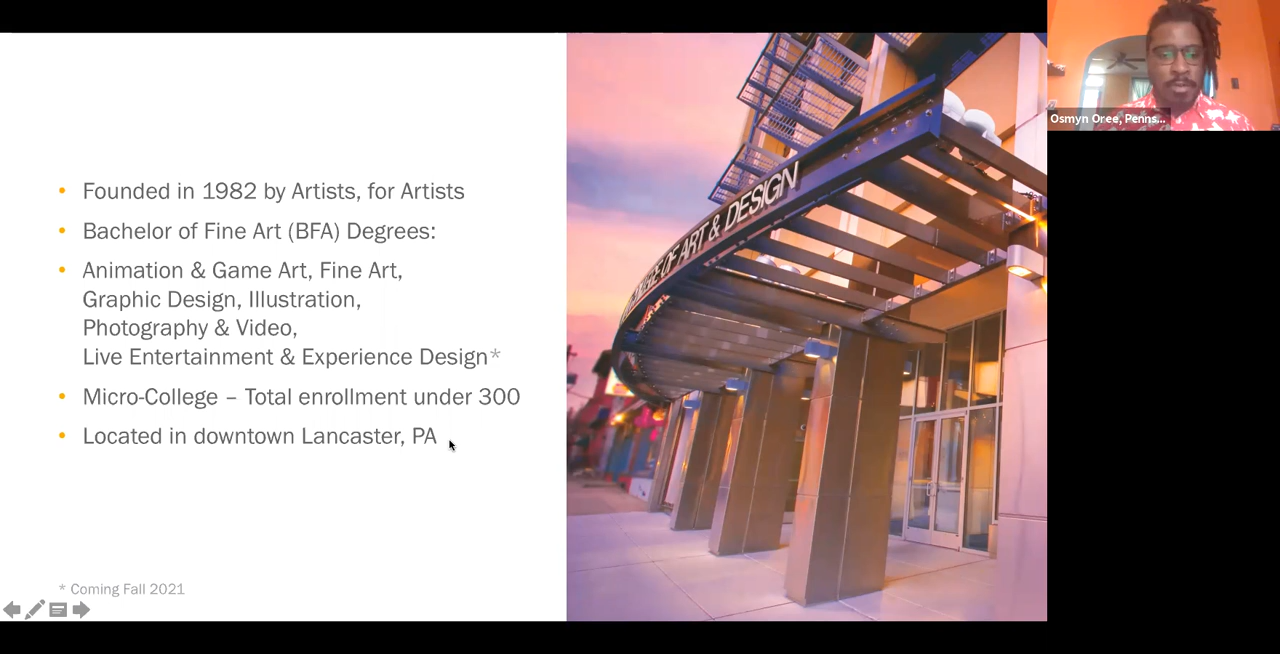 • Founded in 1982 by Artists, for Artists
• Bachelor of Fine Art (BFA) Degrees:
• Animation & Game Art, Fine Art,
Graphic Design, Illustration,
Photography & Video,
Live Entertainment & Experience Design*
• Micro-College – Total enrollment under 300
• Located in downtown Lancaster, PA
* Coming Fall 2021
OF ART & DESIGN
Osmyn Oree, Penns...